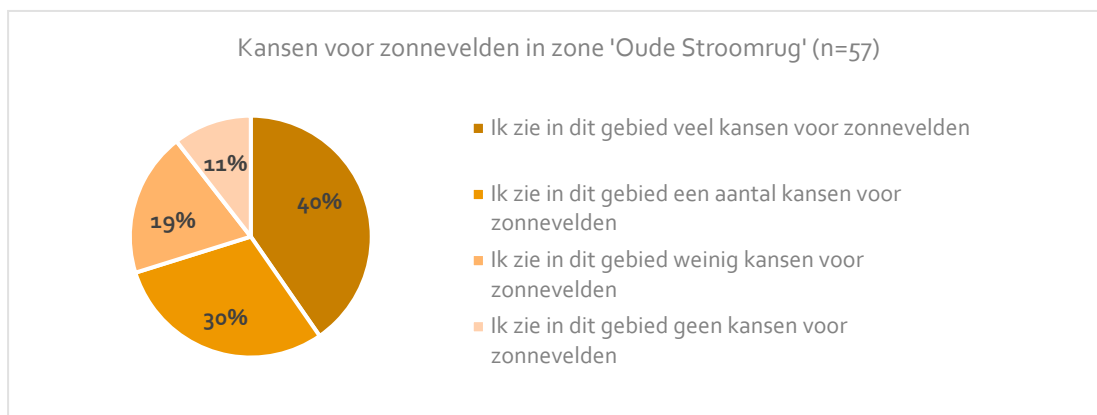 Kansen voor zonnevelden in zone 'Oude Stroomrug' (n=57)
11%
40%
19%
30%
Ik zie in dit gebied veel kansen voor zonnevelden
Ik zie in dit gebied een aantal kansen voor
zonnevelden
Ik zie in dit gebied weinig kansen voor
zonnevelden
Ik zie in dit gebied geen kansen voor
zonnevelden